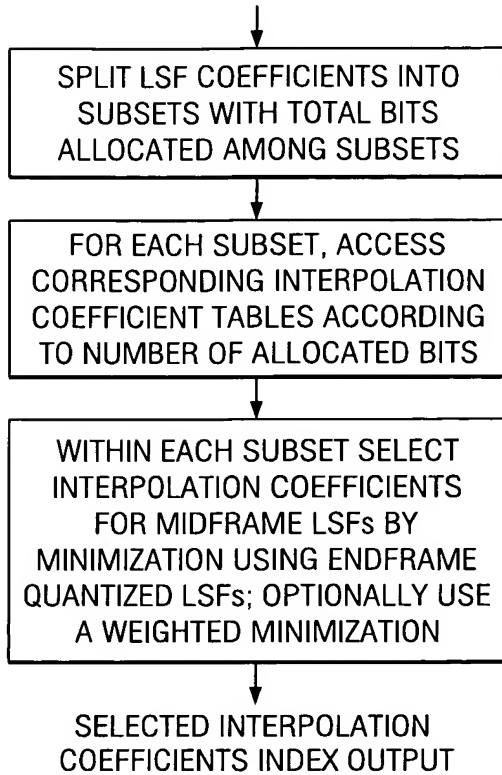 SPLIT LSF COEFFICIENTS INTO
SUBSETS WITH TOTAL BITS
ALLOCATED AMONG SUBSETS
FOR EACH SUBSET, ACCESS
CORRESPONDING INTERPOLATION
COEFFICIENT TABLES ACCORDING
TO NUMBER OF ALLOCATED BITS
WITHIN EACH SUBSET SELECT
INTERPOLATION COEFFICIENTS
FOR MIDFRAME LSFs BY
MINIMIZATION USING ENDFRAME
QUANTIZED LSFs; OPTIONALLY USE
A WEIGHTED MINIMIZATION
SELECTED INTERPOLATION
COEFFICIENTS INDEX OUTPUT